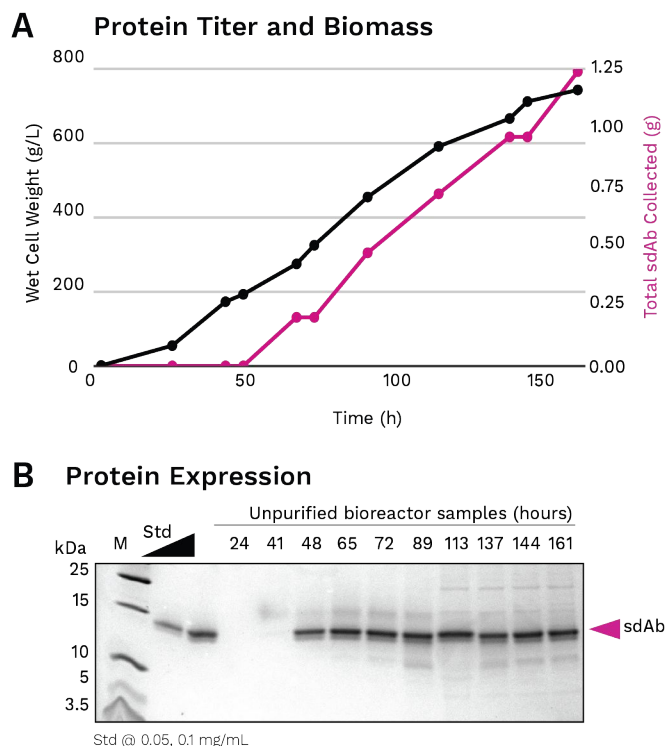 A Protein Titer and Biomass
800
600
400
200
0
Wet Cell Weight (g/L)
1.25
1.00
0.75
0.50
0.25
0.00
Total sdAb Collected (g)
0 50 100 150
Time (h)
B Protein Expression
Unpurified bioreactor samples (hours)
Std
kDa M 24 41 48 65 72 89 113 137 144 161
25
15
10
5
3.5
sdAb
Std @ 0.05, 0.1 mg/mL